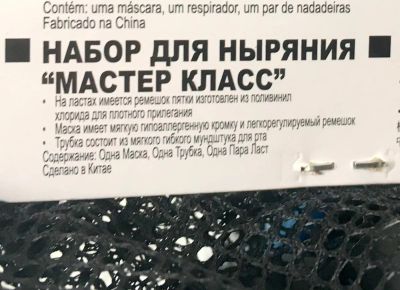 Contém: uma máscara, um respirador, um par de nadadeiras
Fabricado na China
НАБОР ДЛЯ НЫРЯНИЯ
“МАСТЕР КЛАСС”
• На ластах имеется ремешок пятки изготовлен из поливинил
хлорида для плотного прилегания
• Маска имеет мягкую гипоаллергенную кромку и легкорегулируемый ремешок
• Трубка состоит из мягкого гибкого мундштука для рта
Содержание: Одна Маска, Одна Трубка, Одна Пара Ласт
Сделано в Китае